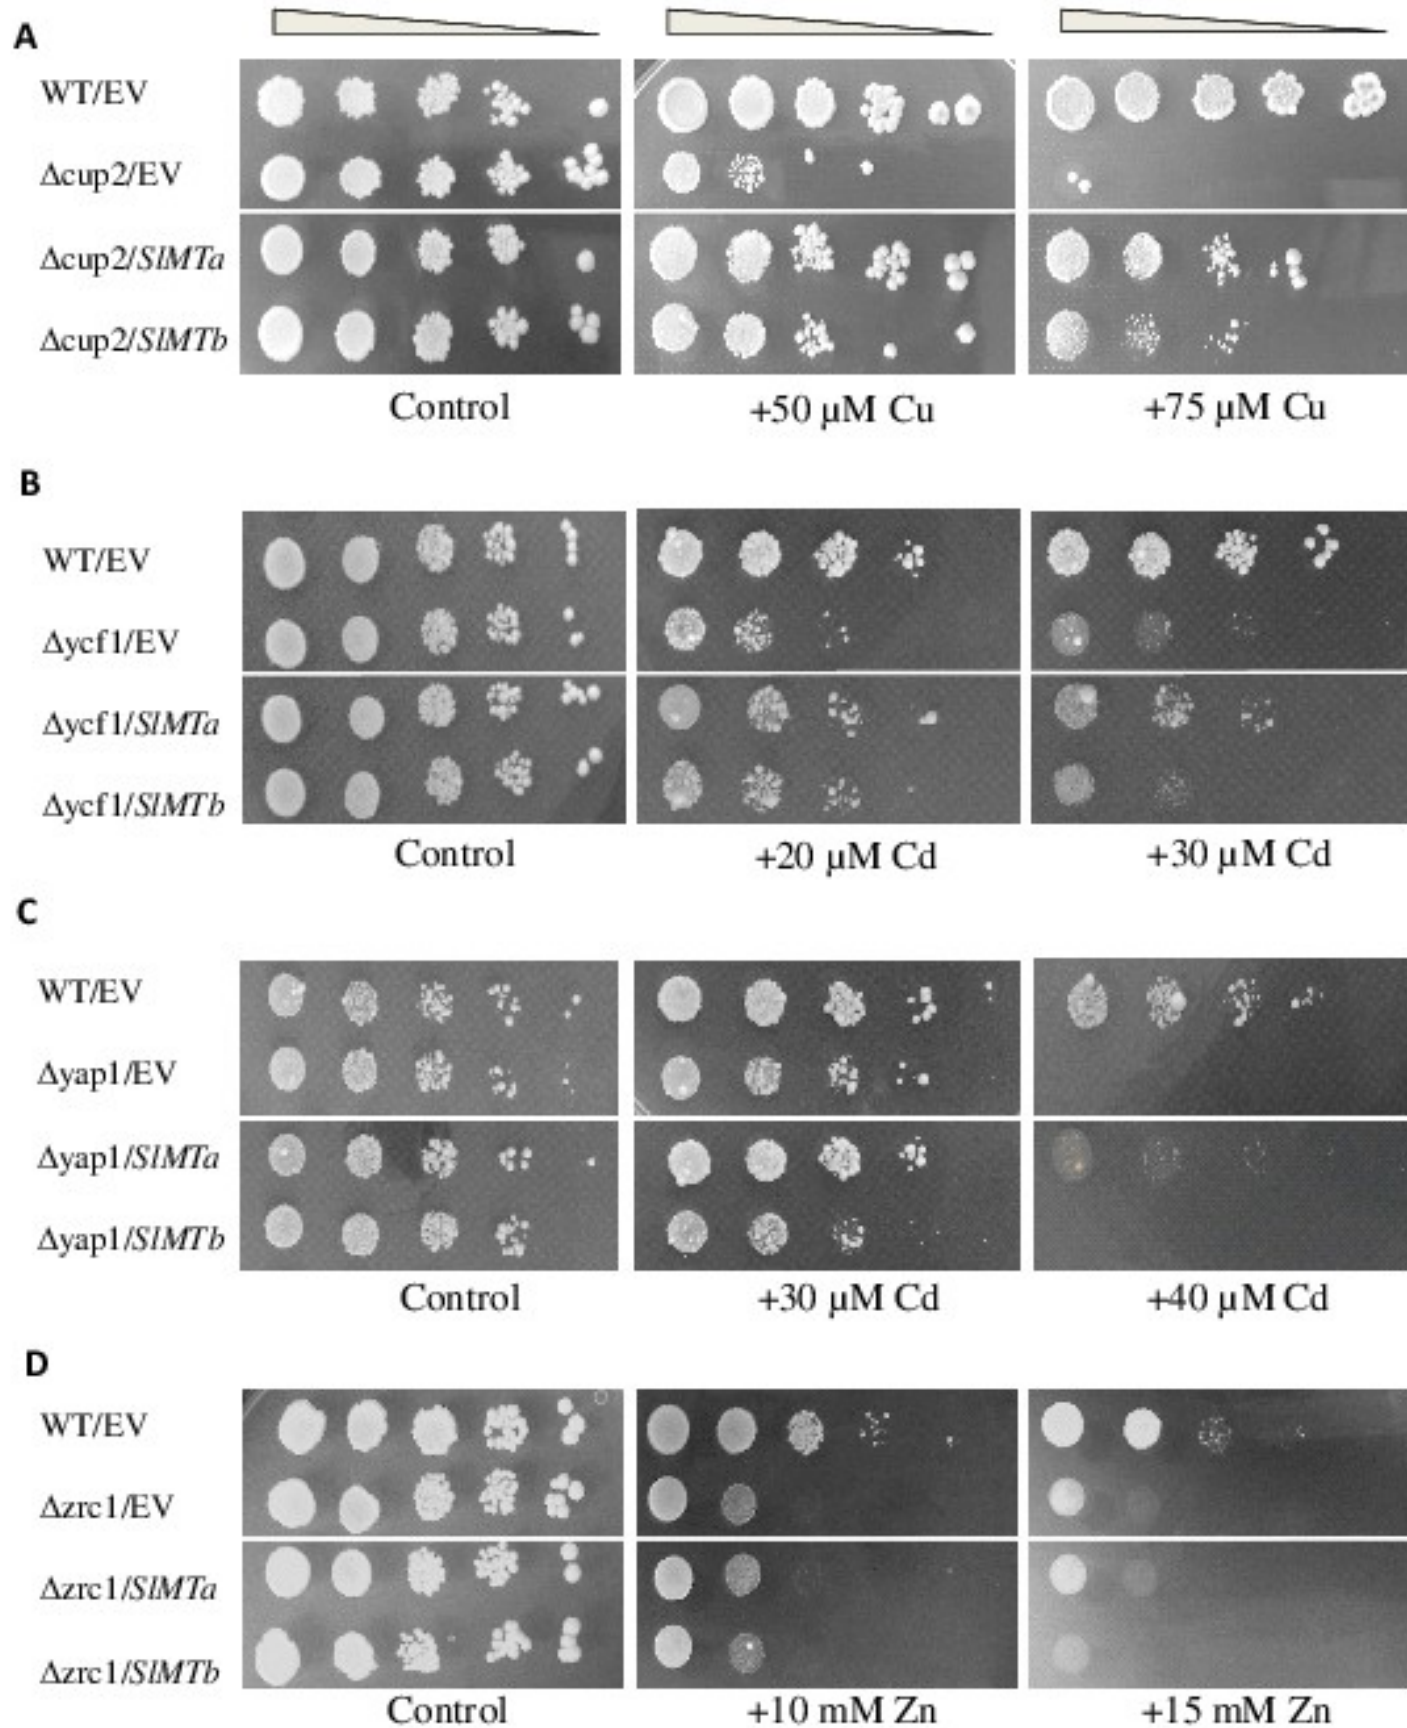 A
WT/EV
Δcup2/EV
Δcup2/SlMTa
Δcup2/SlMTb
Control
+50 µM Cu
+75 µM Cu
B
WT/EV
Δycf1/EV
Δycf1/SlMTa
Δycf1/SlMTb
Control
+20 µM Cd
+30 µM Cd
C
WT/EV
Δyap1/EV
Δyap1/SlMTa
Δyap1/SlMTb
Control
+30 µM Cd
+40 µM Cd
D
WT/EV
Δzrc1/EV
Δzrc1/SlMTa
Δzrc1/SlMTb
Control
+10 mM Zn
+15 mM Zn